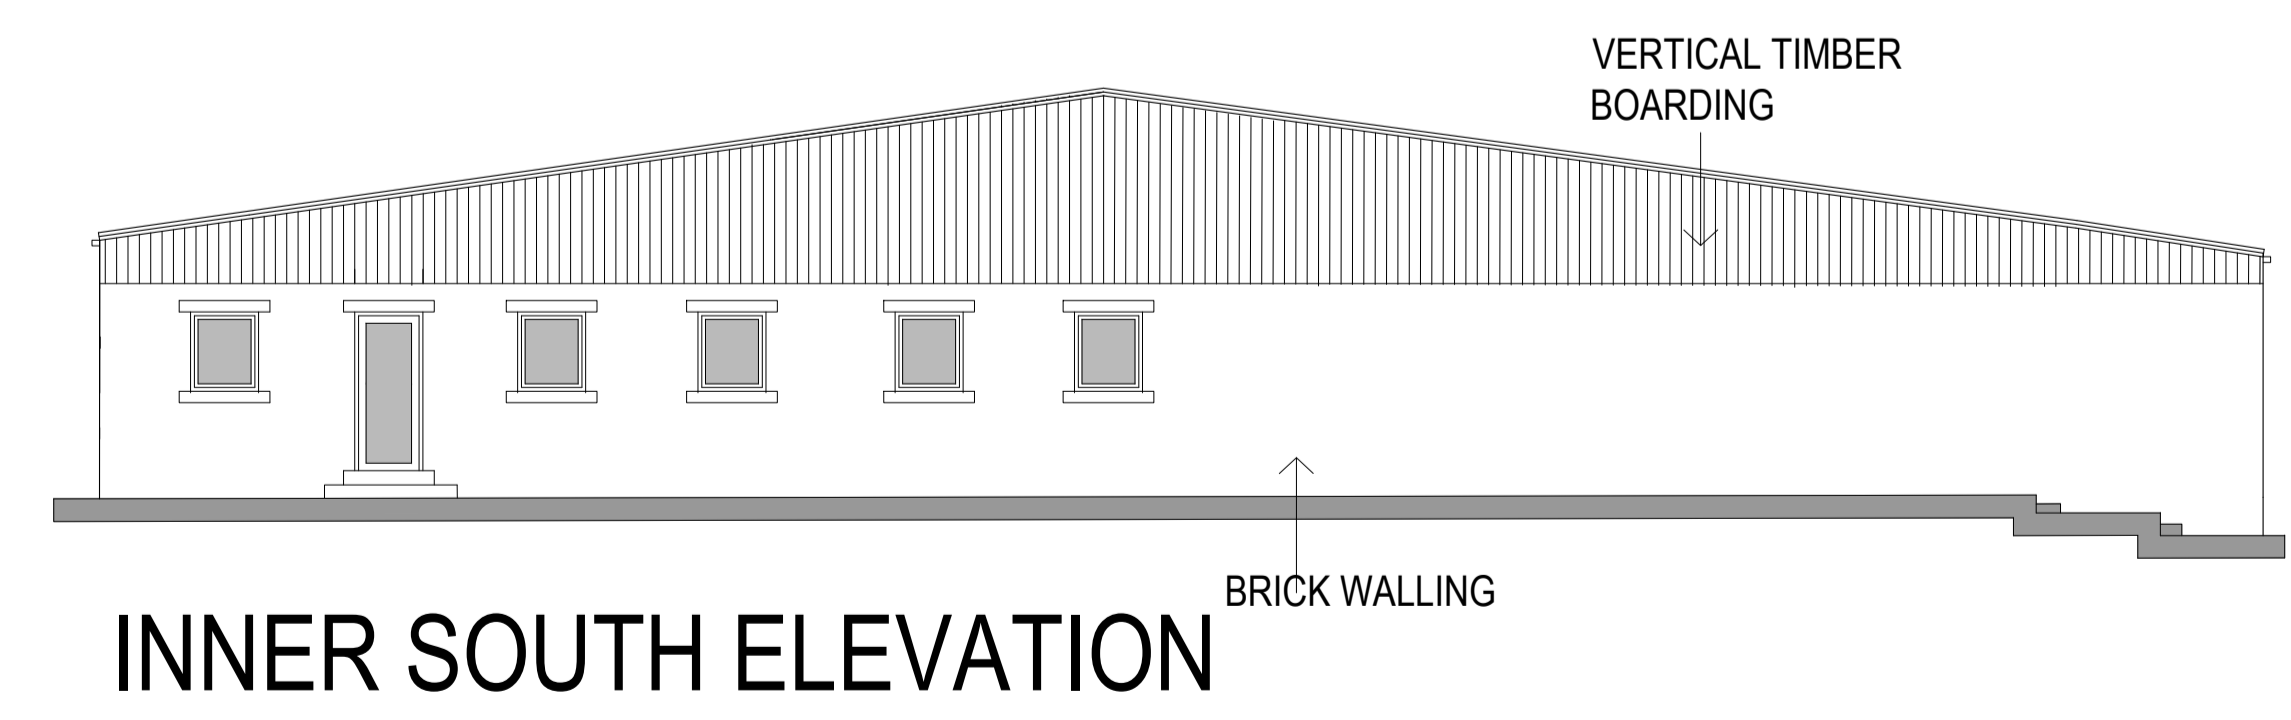 VERTICAL TIMBER
BOARDING
BRICK WALLING
INNER SOUTH ELEVATION